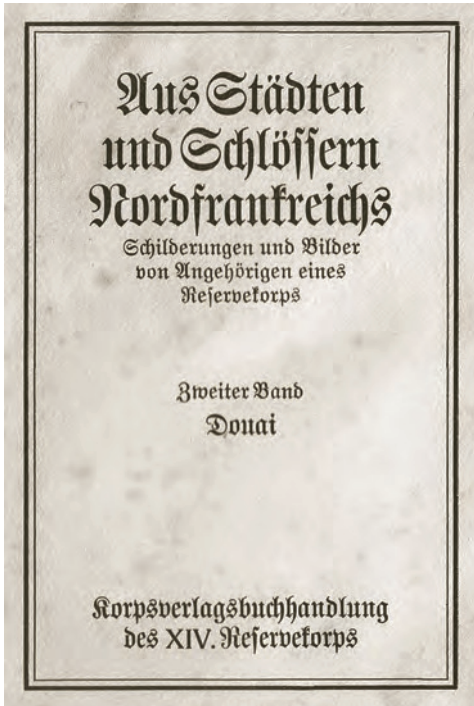 Aus Städten
und Schlössern
Nordfrankreichs
Schilderungen und Bilder
von Angehörigen eines
Reservekorps
Zweiter Band
Douai
Korpsverlagsbuchhandlung
des XIV. Reservekorps